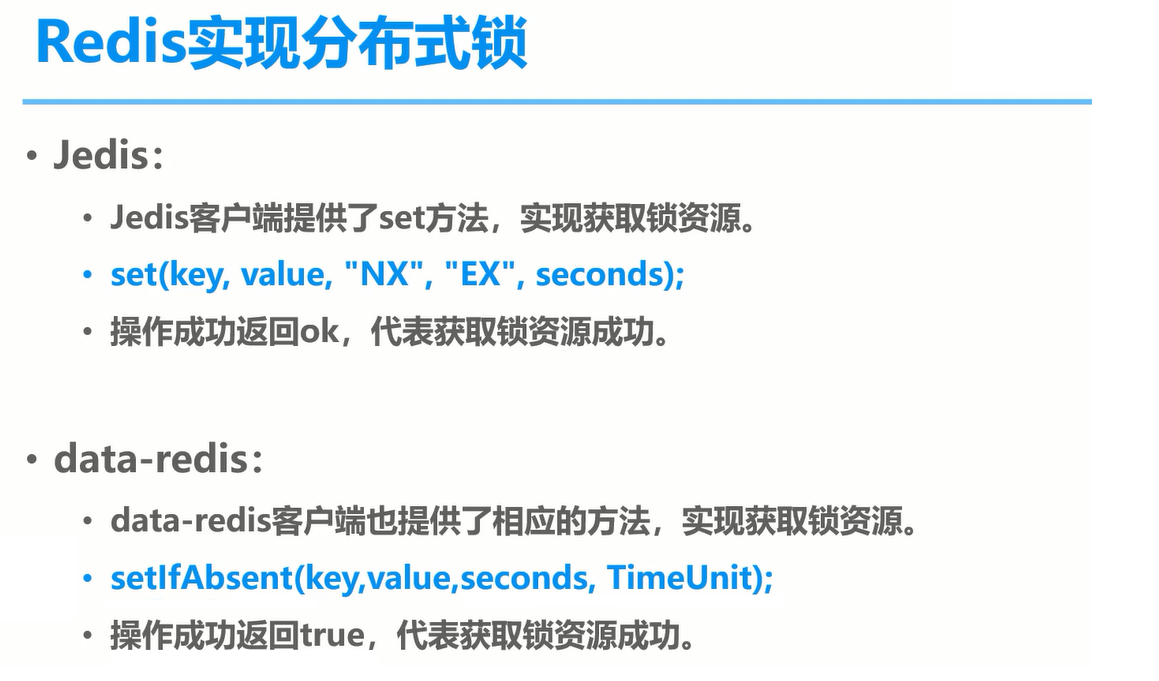 Redis实现分布式锁
• Jedis：
• Jedis客户端提供了set方法，实现获取锁资源。
• set(key, value, "NX", "EX", seconds);
• 操作成功返回ok，代表获取锁资源成功。
• data-redis：
• data-redis客户端也提供了相应的方法，实现获取锁资源。
• setIfAbsent(key,value,seconds, TimeUnit);
• 操作成功返回true，代表获取锁资源成功。